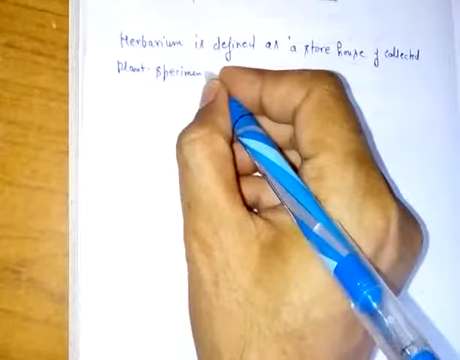 Herbarium is defined as 'a store house of collected
plant specimen